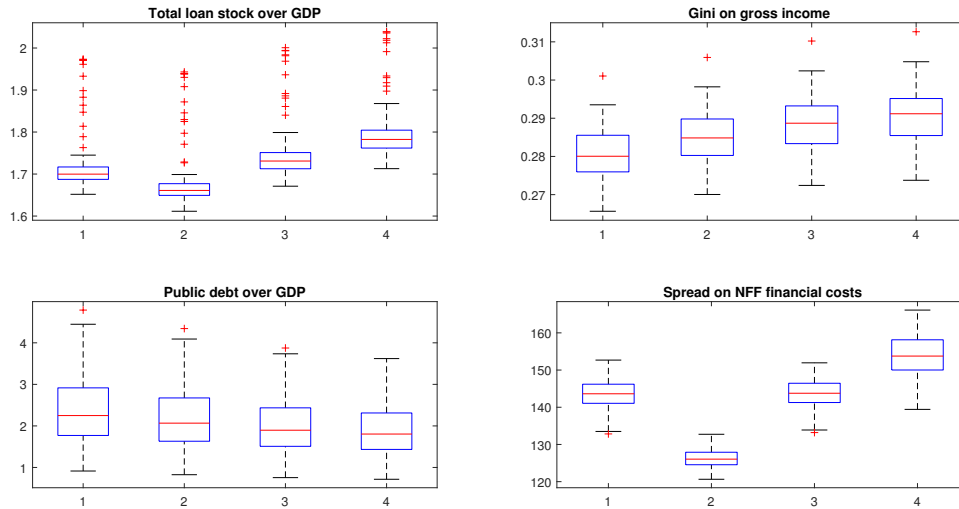 Total loan stock over GDP
2
1.9
1.8
1.7
1.6
1 2 3 4
Gini on gross income
0.31
0.3
0.29
0.28
0.27
1 2 3 4
Public debt over GDP
4
3
2
1
1 2 3 4
Spread on NFF financial costs
160
150
140
130
120
1 2 3 4